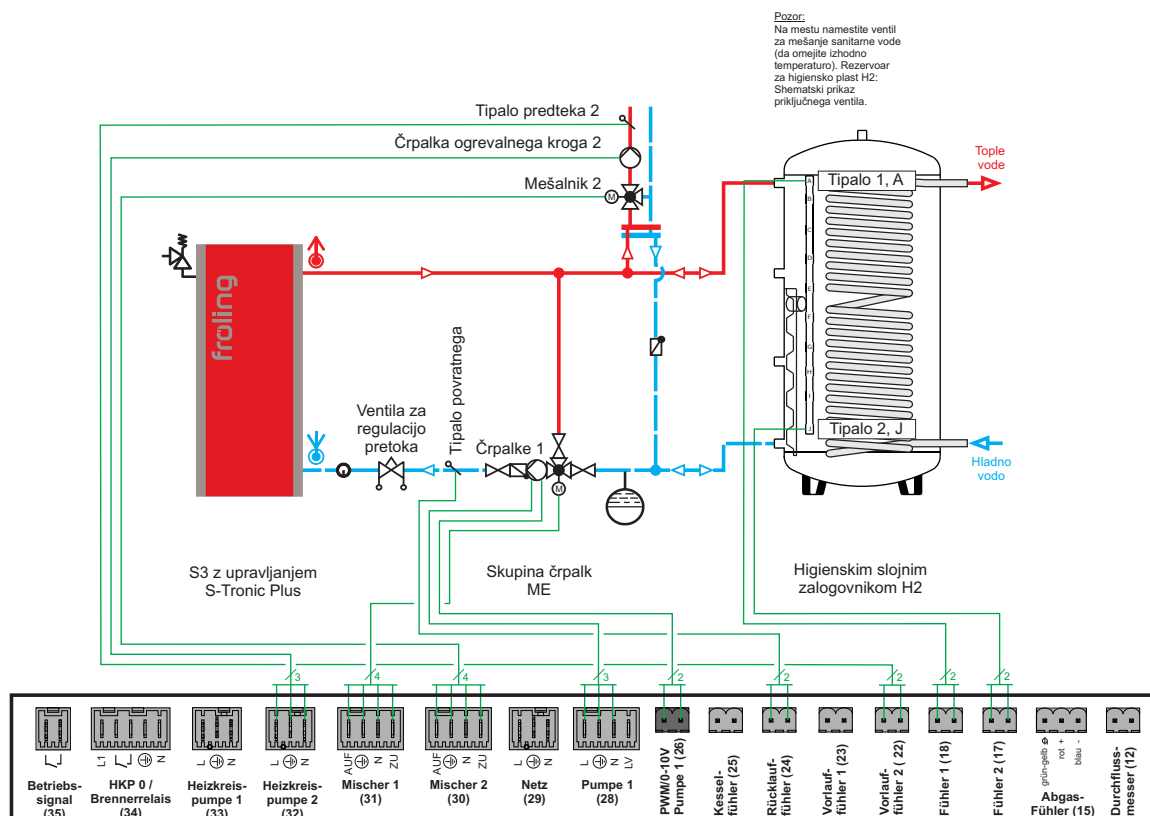 Pozor:
Na mestu namestite ventil
za mešanje sanitarne vode
(da omejite izhodno
temperaturo). Rezervoar
za higiensko plast H2:
Shematski prikaz
priključnega ventila.
Tipalo predteka 2
Črpalka ogrevalnega kroga 2
Mešalnik 2
M
Tople
vode
Tipalo 1, A
A
B
C
D
E
F
G
H
I
J
Tipalo 2, J
Hladno
vodo
fröling
Ventila za
regulacijo
pretoka
Tipalo povratnega
Črpalke 1
M
S3 z upravljanjem
S-Tronic Plus
Skupina črpalk
ME
Higienskim slojnim
zalogovnikom H2
3
4
4
3
2
2
2
2
2
L1
N
L
N
L
N
AUF
N
ZU
AUF
N
ZU
L
N
L
N
LV
grün-gelb
rot +
blau -
Betriebs-
signal
(35)
HKP 0 /
Brennerrelais
(34)
Heizkreis-
pumpe 1
(33)
Heizkreis-
pumpe 2
(32)
Mischer 1
(31)
Mischer 2
(30)
Netz
(29)
Pumpe 1
(28)
PWM/0-10V
Pumpe 1 (26)
Kessel-
fühler (25)
Rücklauf-
fühler (24)
Vorlauf-
fühler 1 (23)
Vorlauf-
fühler 2 (22)
Fühler 1 (18)
Fühler 2 (17)
Abgas-
Fühler (15)
Durchfluss-
messer (12)